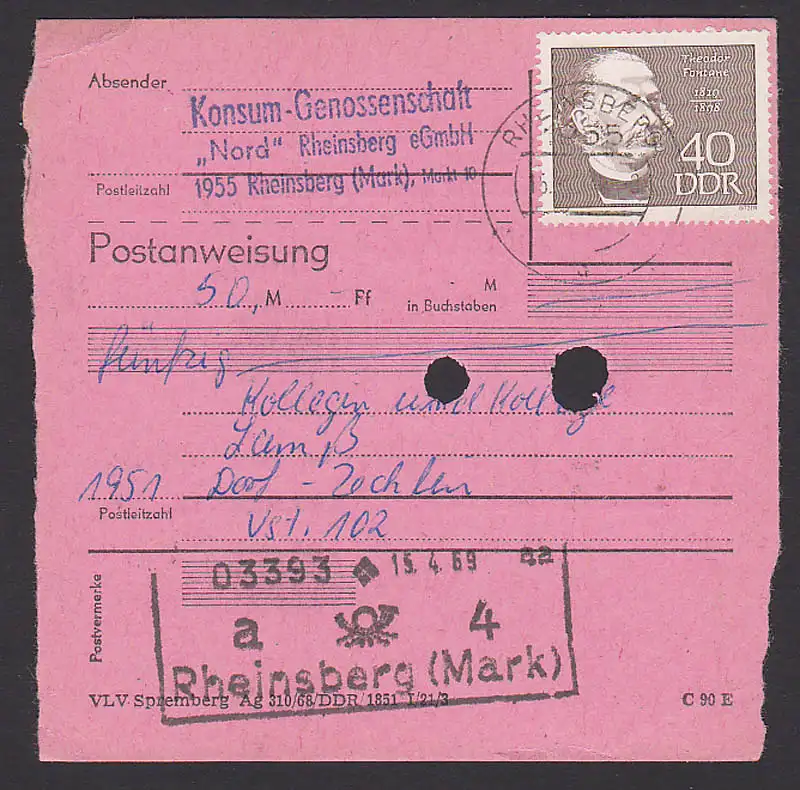 Absender
Konsum-Genossenschaft
„Nord“ Rheinsberg eGmbH
Postleitzahl 1955 Rheinsberg (Mark), Markt 10
Theodor
Fontane
1819
1898
40
DDR
RHEINSBERG
1955
Postanweisung
50, M - Pf in Buchstaben - M
fünfzig
Kollegin und Kollege
Lamß
1951 Dorf - Zechlin
Postleitzahl
Vst. 102
03393 15.4.69 aa
a 4
Rheinsberg (Mark)
Postvermerke
VLV Spremberg Ag 310/68/DDR/1851 I/21/3
C 90 E